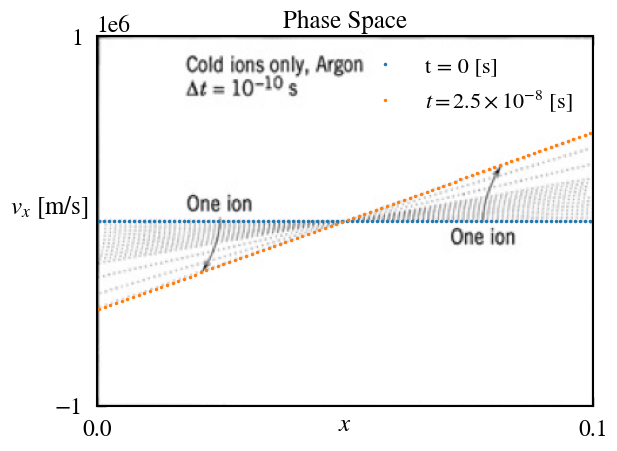 Phase Space
1e6
1
Cold ions only, Argon
Δt = 10⁻¹⁰ s
t = 0 [s]
t = 2.5 × 10⁻⁸ [s]
One ion
vₓ [m/s]
One ion
−1
0.0
x
0.1